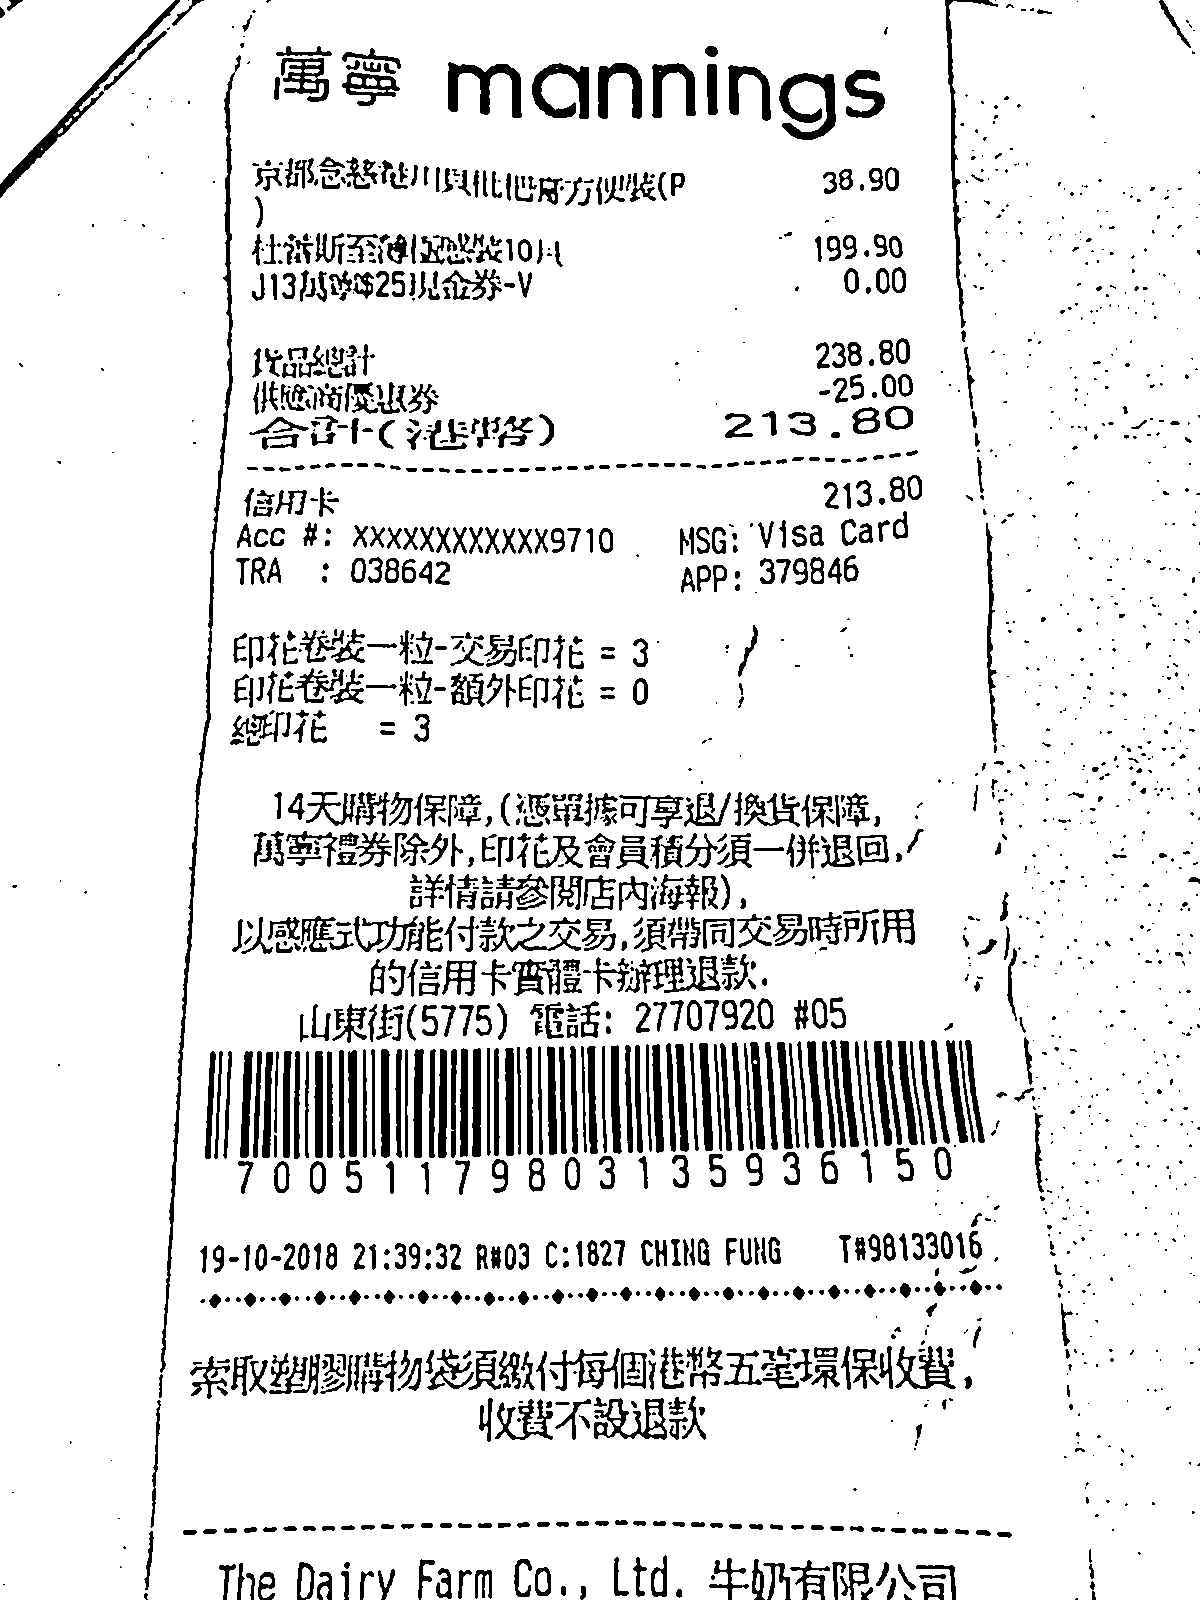 萬寧 mannings
京都念慈菴川貝枇杷膏方便裝(P 38.90
)
杜蕾斯至薄倍感裝10片 199.90
J13萬寧$25現金券-V 0.00
貨品總計 238.80
供應商優惠券 -25.00
合計(港幣) 213.80
信用卡 213.80
Acc #: XXXXXXXXXXXX9710 MSG: Visa Card
TRA : 038642 APP: 379846
印花卷裝一粒-交易印花 = 3
印花卷裝一粒-額外印花 = 0
總印花 = 3
14天購物保障,(憑單據可享退/換貨保障,
萬寧禮券除外,印花及會員積分須一併退回,
詳情請參閱店內海報),
以感應式功能付款之交易,須帶同交易時所用
的信用卡實體卡辦理退款.
山東街(5775) 電話: 27707920 #05
70051179803135936150
19-10-2018 21:39:32 R#03 C:1827 CHING FUNG T#98133016
索取塑膠購物袋須繳付每個港幣五毫環保收費,
收費不設退款
The Dairy Farm Co., Ltd. 牛奶有限公司